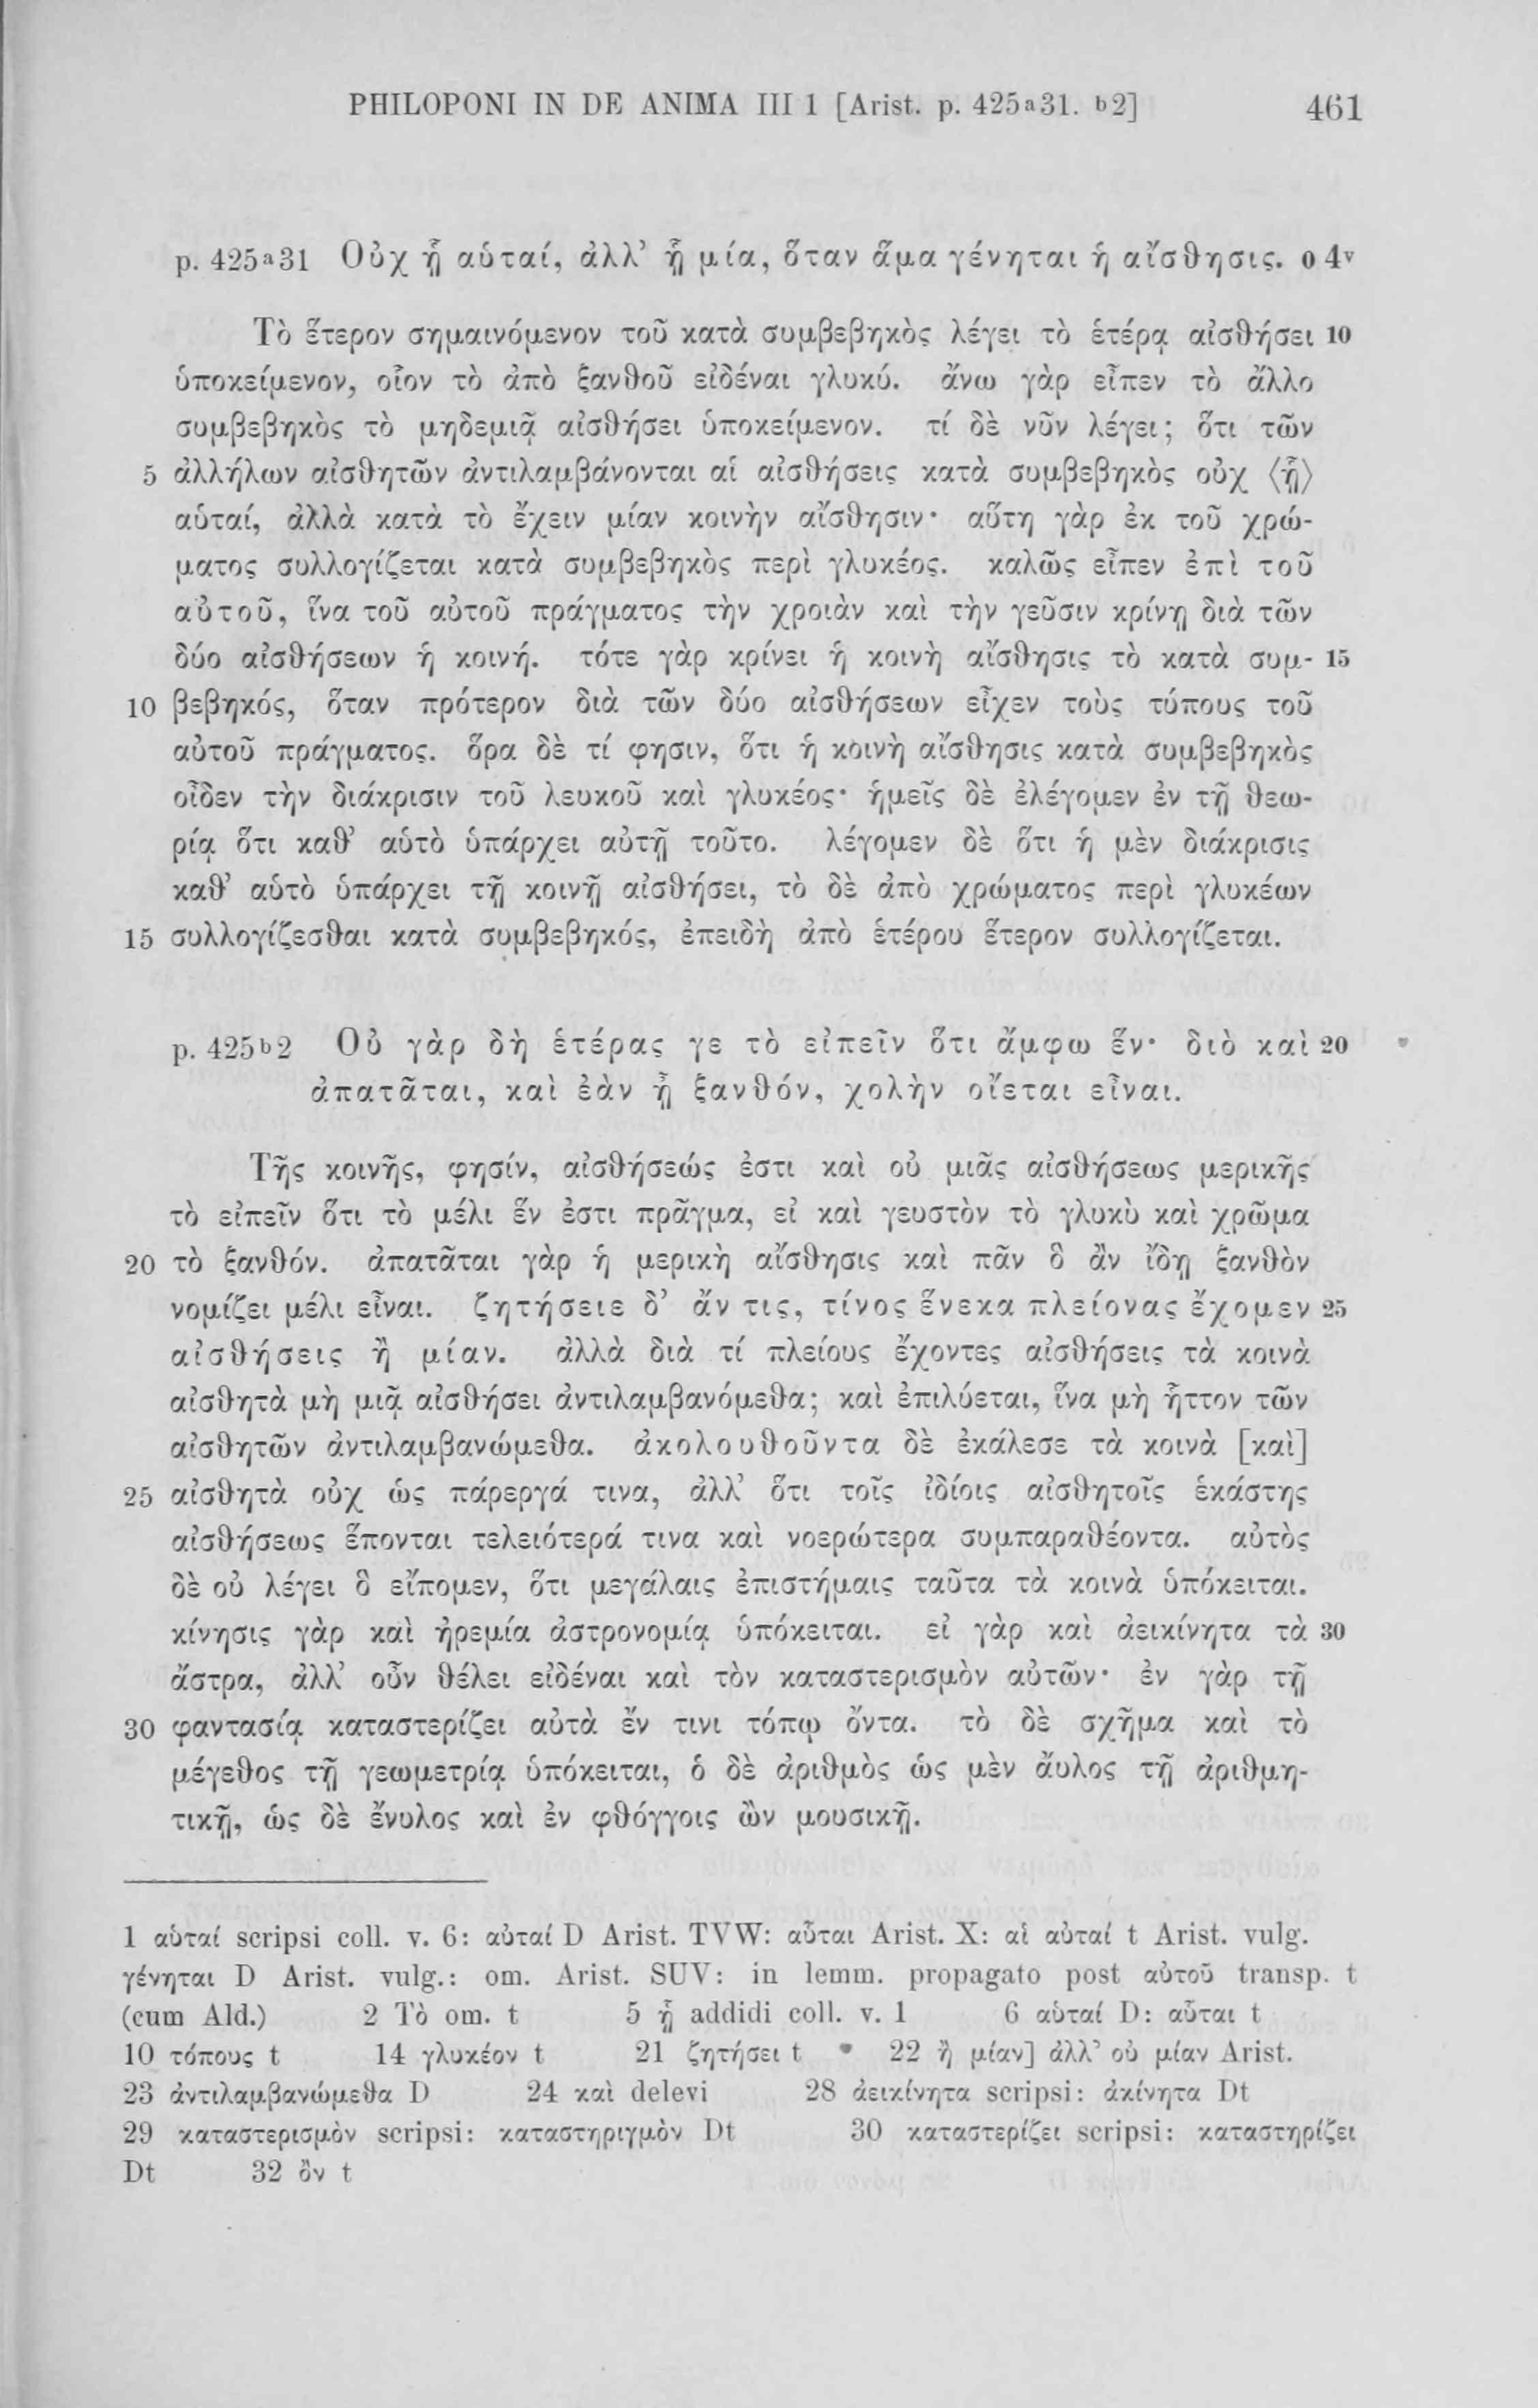 PHILOPONI IN DE ANIMA III 1 [Arist. p. 425a31. b2] 461
p. 425a31 Οὐχ ᾗ αὑταί, ἀλλ’ ᾗ μία, ὅταν ἅμα γένηται ἡ αἴσθησις. o 4v
Τὸ ἕτερον σημαινόμενον τοῦ κατὰ συμβεβηκὸς λέγει τὸ ἑτέρᾳ αἰσθήσει 10
ὑποκείμενον, οἷον τὸ ἀπὸ ξανθοῦ εἰδέναι γλυκύ. ἄνω γὰρ εἶπεν τὸ ἄλλο
συμβεβηκὸς τὸ μηδεμιᾷ αἰσθήσει ὑποκείμενον. τί δὲ νῦν λέγει; ὅτι τῶν
5 ἀλλήλων αἰσθητῶν ἀντιλαμβάνονται αἱ αἰσθήσεις κατὰ συμβεβηκὸς οὐχ ⟨ᾗ⟩
αὑταί, ἀλλὰ κατὰ τὸ ἔχειν μίαν κοινὴν αἴσθησιν· αὕτη γὰρ ἐκ τοῦ χρώ-
ματος συλλογίζεται κατὰ συμβεβηκὸς περὶ γλυκέος. καλῶς εἶπεν ἐπὶ τοῦ
αὐτοῦ, ἵνα τοῦ αὐτοῦ πράγματος τὴν χροιὰν καὶ τὴν γεῦσιν κρίνῃ διὰ τῶν
δύο αἰσθήσεων ἡ κοινή. τότε γὰρ κρίνει ἡ κοινὴ αἴσθησις τὸ κατὰ συμ- 15
10 βεβηκός, ὅταν πρότερον διὰ τῶν δύο αἰσθήσεων εἶχεν τοὺς τύπους τοῦ
αὐτοῦ πράγματος. ὅρα δὲ τί φησιν, ὅτι ἡ κοινὴ αἴσθησις κατὰ συμβεβηκὸς
οἶδεν τὴν διάκρισιν τοῦ λευκοῦ καὶ γλυκέος· ἡμεῖς δὲ ἐλέγομεν ἐν τῇ θεω-
ρίᾳ ὅτι καθ’ αὑτὸ ὑπάρχει αὐτῇ τοῦτο. λέγομεν δὲ ὅτι ἡ μὲν διάκρισις
καθ’ αὑτὸ ὑπάρχει τῇ κοινῇ αἰσθήσει, τὸ δὲ ἀπὸ χρώματος περὶ γλυκέων
15 συλλογίζεσθαι κατὰ συμβεβηκός, ἐπειδὴ ἀπὸ ἑτέρου ἕτερον συλλογίζεται.
p. 425b2 Οὐ γὰρ δὴ ἑτέρας γε τὸ εἰπεῖν ὅτι ἄμφω ἕν· διὸ καὶ 20
ἀπατᾶται, καὶ ἐὰν ᾖ ξανθόν, χολὴν οἴεται εἶναι.
Τῆς κοινῆς, φησίν, αἰσθήσεώς ἐστι καὶ οὐ μιᾶς αἰσθήσεως μερικῆς
τὸ εἰπεῖν ὅτι τὸ μέλι ἕν ἐστι πρᾶγμα, εἰ καὶ γευστὸν τὸ γλυκὺ καὶ χρῶμα
20 τὸ ξανθόν. ἀπατᾶται γὰρ ἡ μερικὴ αἴσθησις καὶ πᾶν ὃ ἂν ἴδῃ ξανθὸν
νομίζει μέλι εἶναι. ζητήσειε δ’ ἄν τις, τίνος ἕνεκα πλείονας ἔχομεν 25
αἰσθήσεις ἢ μίαν. ἀλλὰ διὰ τί πλείους ἔχοντες αἰσθήσεις τὰ κοινὰ
αἰσθητὰ μὴ μιᾷ αἰσθήσει ἀντιλαμβανόμεθα; καὶ ἐπιλύεται, ἵνα μὴ ἧττον τῶν
αἰσθητῶν ἀντιλαμβανώμεθα. ἀκολουθοῦντα δὲ ἐκάλεσε τὰ κοινὰ [καὶ]
25 αἰσθητὰ οὐχ ὡς πάρεργά τινα, ἀλλ’ ὅτι τοῖς ἰδίοις αἰσθητοῖς ἑκάστης
αἰσθήσεως ἕπονται τελειότερά τινα καὶ νοερώτερα συμπαραθέοντα. αὐτὸς
δὲ οὐ λέγει ὃ εἴπομεν, ὅτι μεγάλαις ἐπιστήμαις ταῦτα τὰ κοινὰ ὑπόκειται.
κίνησις γὰρ καὶ ἠρεμία ἀστρονομίᾳ ὑπόκειται. εἰ γὰρ καὶ ἀεικίνητα τὰ 30
ἄστρα, ἀλλ’ οὖν θέλει εἰδέναι καὶ τὸν καταστερισμὸν αὐτῶν· ἐν γὰρ τῇ
30 φαντασίᾳ καταστερίζει αὐτὰ ἔν τινι τόπῳ ὄντα. τὸ δὲ σχῆμα καὶ τὸ
μέγεθος τῇ γεωμετρίᾳ ὑπόκειται, ὁ δὲ ἀριθμὸς ὡς μὲν ἄυλος τῇ ἀριθμη-
τικῇ, ὡς δὲ ἔνυλος καὶ ἐν φθόγγοις ὢν μουσικῇ.
1 αὑταί scripsi coll. v. 6: αὐταί D Arist. TVW: αὗται Arist. X: αἱ αὐταί t Arist. vulg.
γένηται D Arist. vulg.: om. Arist. SUV: in lemm. propagato post αὐτοῦ transp. t
(cum Ald.) 2 Τὸ om. t 5 ᾗ addidi coll. v. 1 6 αὑταί D: αὗται t
10 τόπους t 14 γλυκέον t 21 ζητήσει t 22 ἢ μίαν] ἀλλ’ οὐ μίαν Arist.
23 ἀντιλαμβανώμεθα D 24 καὶ delevi 28 ἀεικίνητα scripsi: ἀκίνητα Dt
29 καταστερισμὸν scripsi: καταστηριγμὸν Dt 30 καταστερίζει scripsi: καταστηρίζει
Dt 32 ὂν t